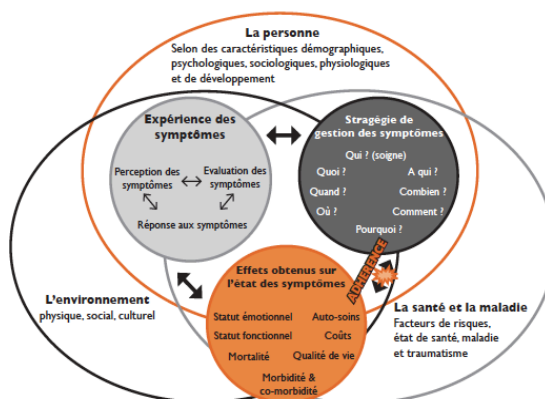 La personne
Selon des caractéristiques démographiques,
psychologiques, sociologiques, physiologiques
et de développement
Expérience des
symptômes
Perception des
symptômes
Evaluation des
symptômes
Réponse aux symptômes
Stragégie de
gestion des symptômes
Qui ? (soigne)
Quoi ?
A qui ?
Quand ?
Combien ?
Où ?
Comment ?
Pourquoi ?
ADHERENCE
Effets obtenus sur
l'état des symptômes
Statut émotionnel
Auto-soins
Statut fonctionnel
Coûts
Mortalité
Qualité de vie
Morbidité &
co-morbidité
L'environnement
physique, social, culturel
La santé et la maladie
Facteurs de risques,
état de santé, maladie
et traumatisme